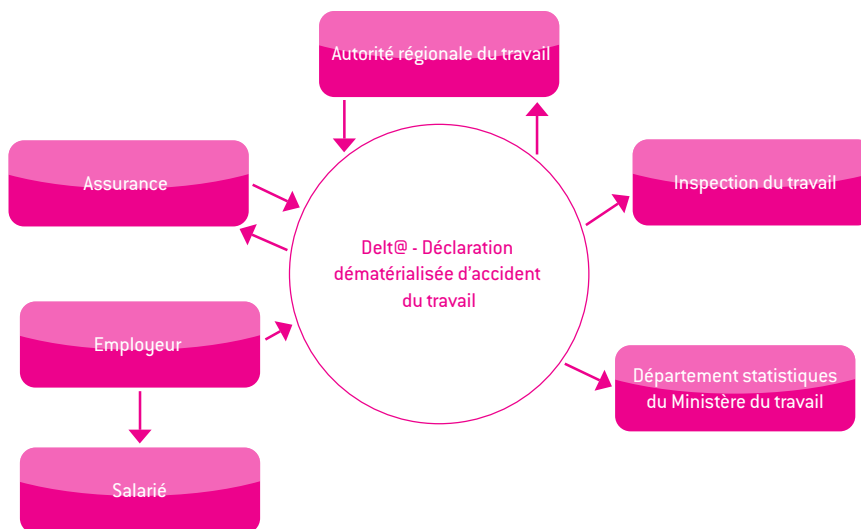 Autorité régionale du travail
Assurance
Inspection du travail
Delt@ - Déclaration
dématérialisée d'accident
du travail
Employeur
Département statistiques
du Ministère du travail
Salarié